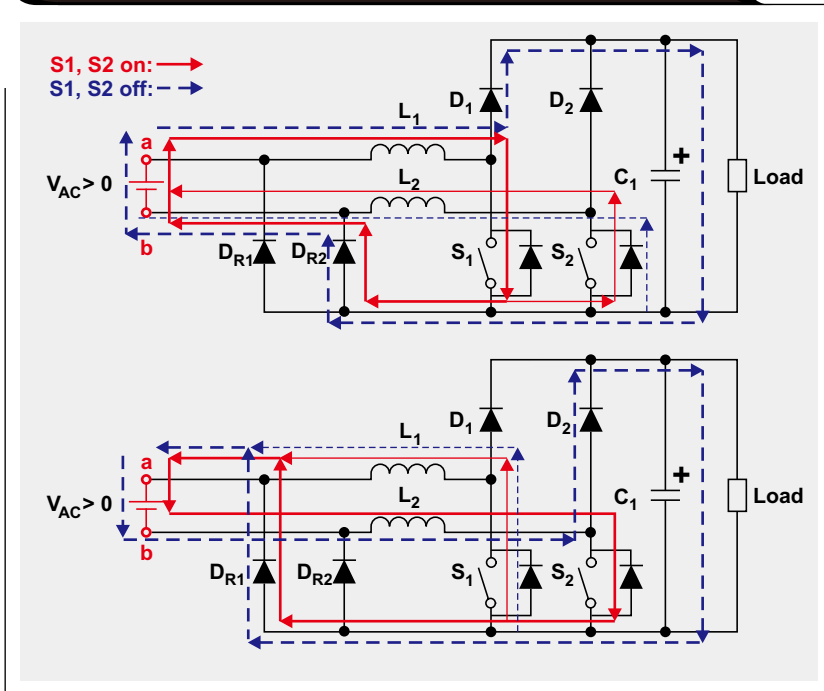 S1, S2 on:
S1, S2 off:
L1
D1
D2
a
VAC > 0
L2
C1
+
Load
b
DR1
DR2
S1
S2
D1
D2
L1
a
VAC > 0
L2
C1
+
Load
b
DR1
DR2
S1
S2